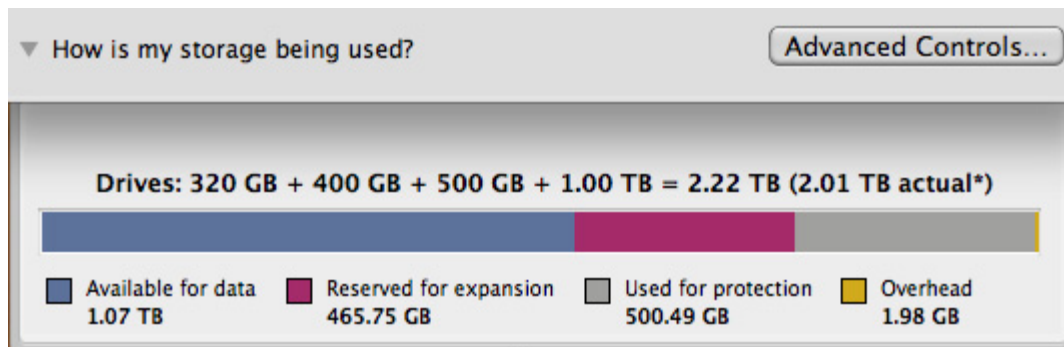 How is my storage being used?
Advanced Controls...
Drives: 320 GB + 400 GB + 500 GB + 1.00 TB = 2.22 TB (2.01 TB actual*)
Available for data
1.07 TB
Reserved for expansion
465.75 GB
Used for protection
500.49 GB
Overhead
1.98 GB